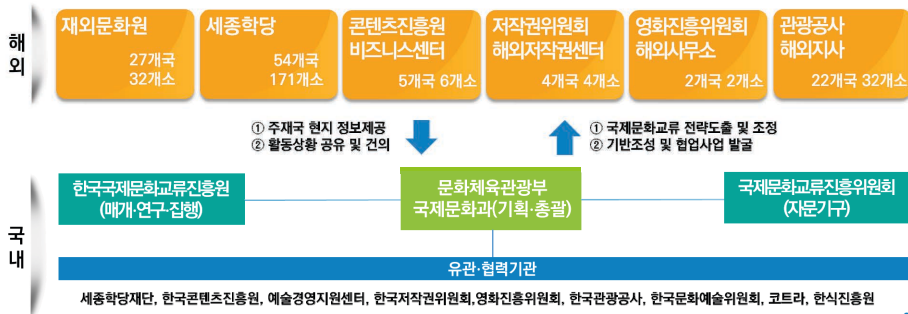 해외
재외문화원
27개국
32개소
세종학당
54개국
171개소
콘텐츠진흥원
비즈니스센터
5개국 6개소
저작권위원회
해외저작권센터
4개국 4개소
영화진흥위원회
해외사무소
2개국 2개소
관광공사
해외지사
22개국 32개소
① 주재국 현지 정보제공
② 활동상황 공유 및 건의
① 국제문화교류 전략도출 및 조정
② 기반조성 및 협업사업 발굴
국내
한국국제문화교류진흥원
(매개·연구·집행)
문화체육관광부
국제문화과(기획·총괄)
국제문화교류진흥위원회
(자문기구)
유관·협력기관
세종학당재단, 한국콘텐츠진흥원, 예술경영지원센터, 한국저작권위원회,영화진흥위원회, 한국관광공사, 한국문화예술위원회, 코트라, 한식진흥원